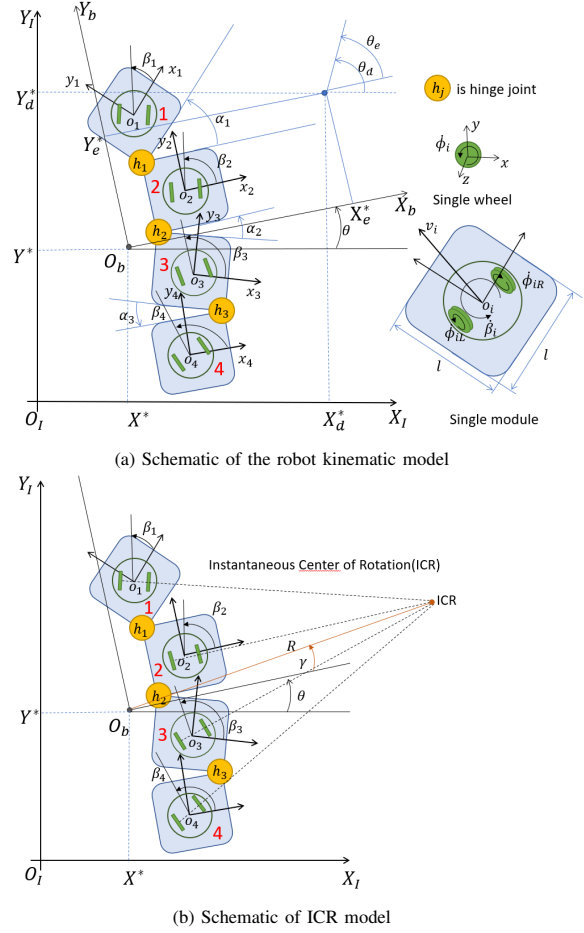 Y_I
Y_b
β_1
x_1
y_1
θ_e
θ_d
Y_d^*
o_1
1
α_1
h_j is hinge joint
Y_e^*
y_2
h_1
β_2
2
o_2
x_2
ϕ̇_i
y
x
z
Single wheel
y_3
X_e^*
X_b
h_2
α_2
θ
v_i
Y^*
O_b
3
β_3
o_3
x_3
o_i
ϕ̇_iR
y_4
α_3
β_4
h_3
ϕ̇_iL
β_i
o_4
x_4
4
l
l
O_I
X^*
X_d^*
X_I
Single module
(a) Schematic of the robot kinematic model
Y_I
β_1
Instantaneous Center of Rotation(ICR)
o_1
1
ICR
h_1
β_2
2
o_2
R
γ
h_2
θ
Y^*
O_b
3
o_3
β_3
β_4
h_3
o_4
4
O_I
X^*
X_I
(b) Schematic of ICR model